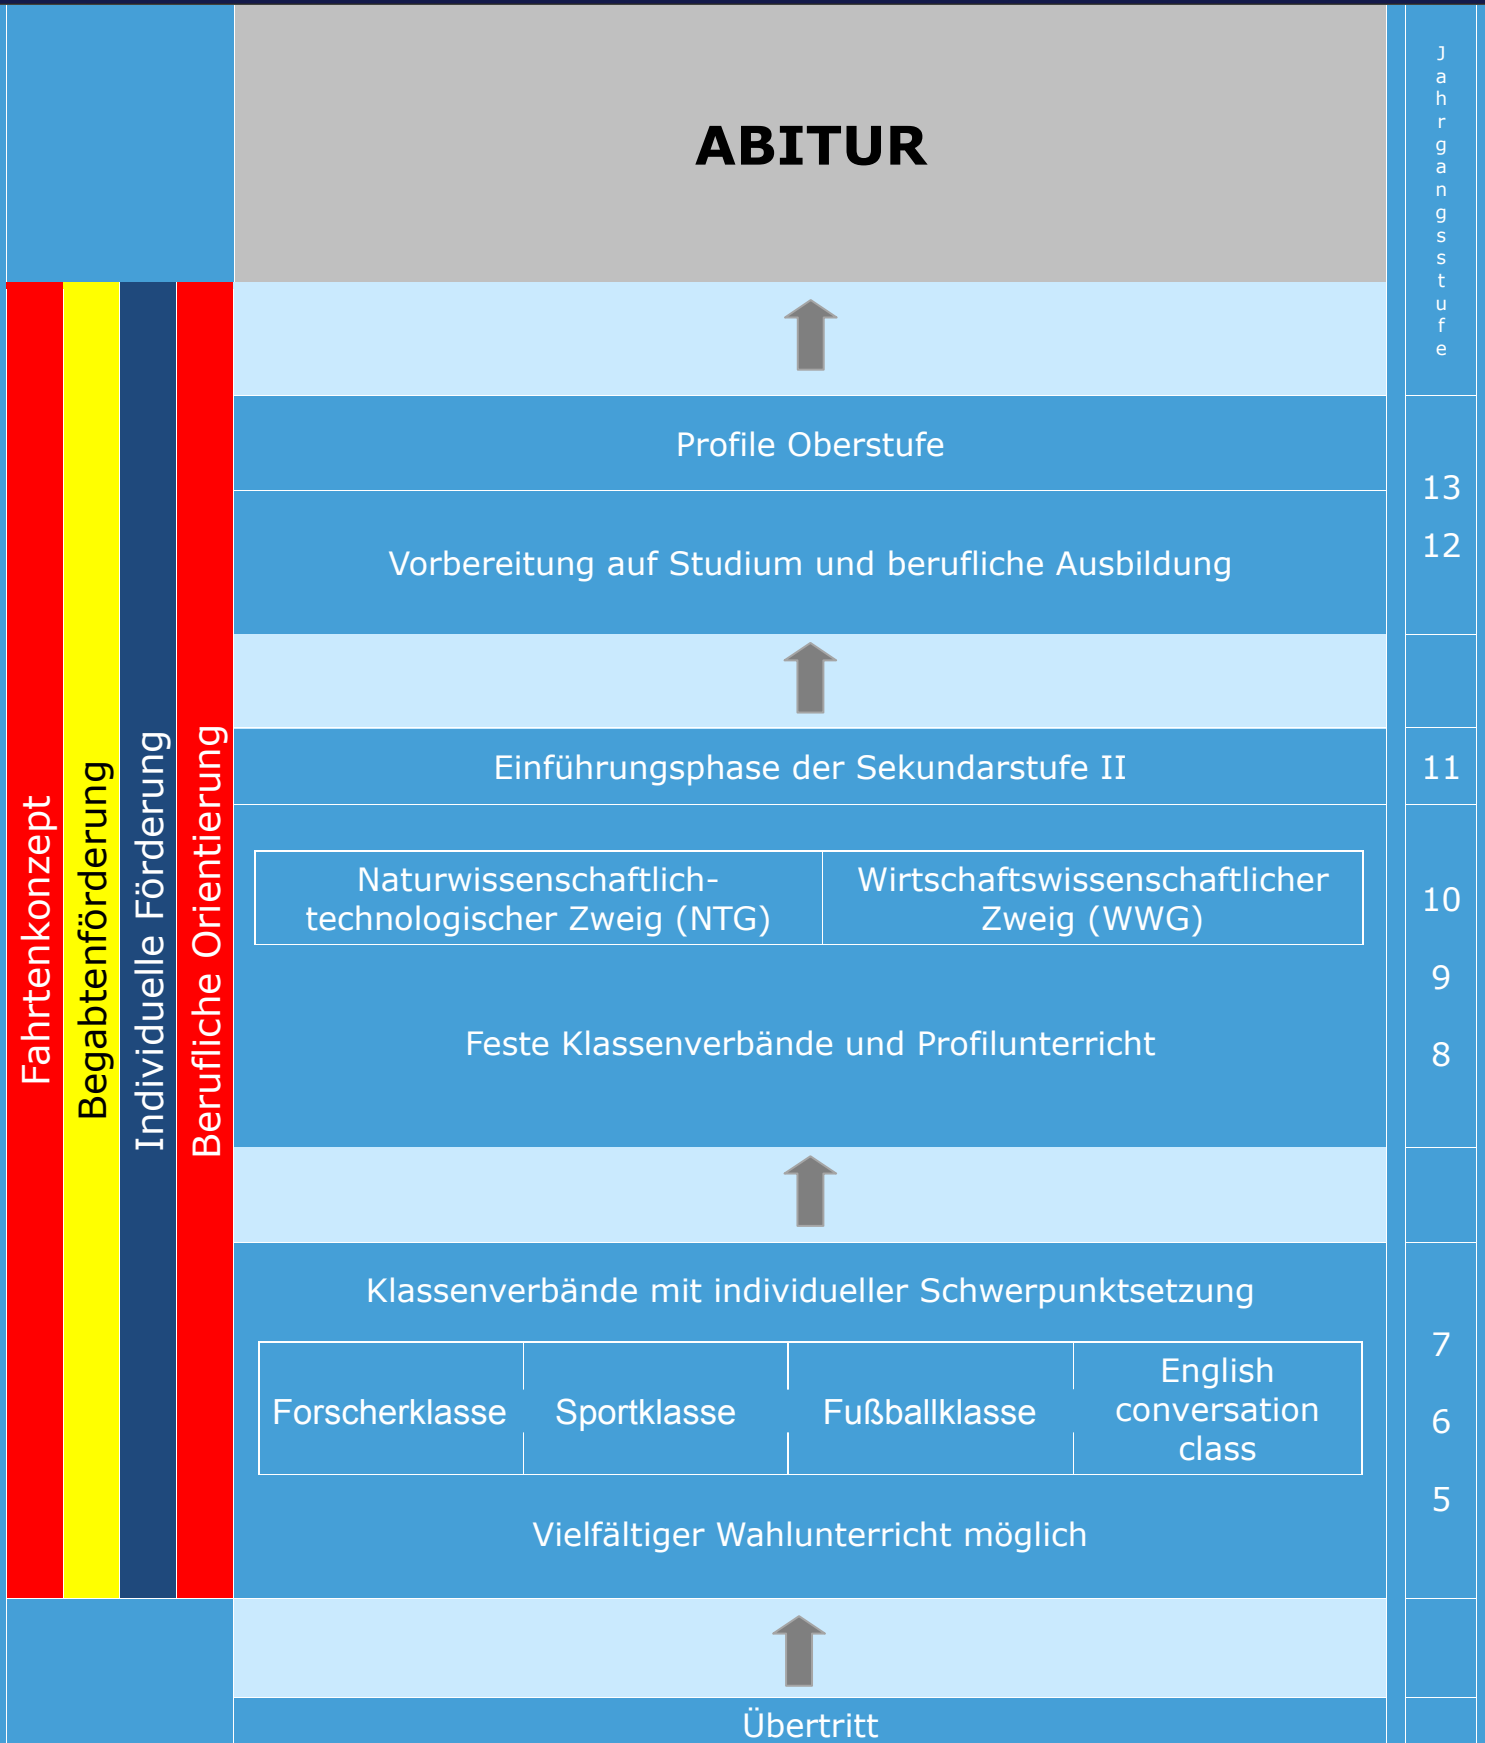 ABITUR
Jahrgangsstufe
Profile Oberstufe
13
12
Vorbereitung auf Studium und berufliche Ausbildung
Einführungsphase der Sekundarstufe II
11
Naturwissenschaftlich-
technologischer Zweig (NTG)
Wirtschaftswissenschaftlicher
Zweig (WWG)
10
9
8
Feste Klassenverbände und Profilunterricht
Fahrtenkonzept
Begabtenförderung
Individuelle Förderung
Berufliche Orientierung
Klassenverbände mit individueller Schwerpunktsetzung
7
6
5
Forscherklasse
Sportklasse
Fußballklasse
English
conversation
class
Vielfältiger Wahlunterricht möglich
Übertritt